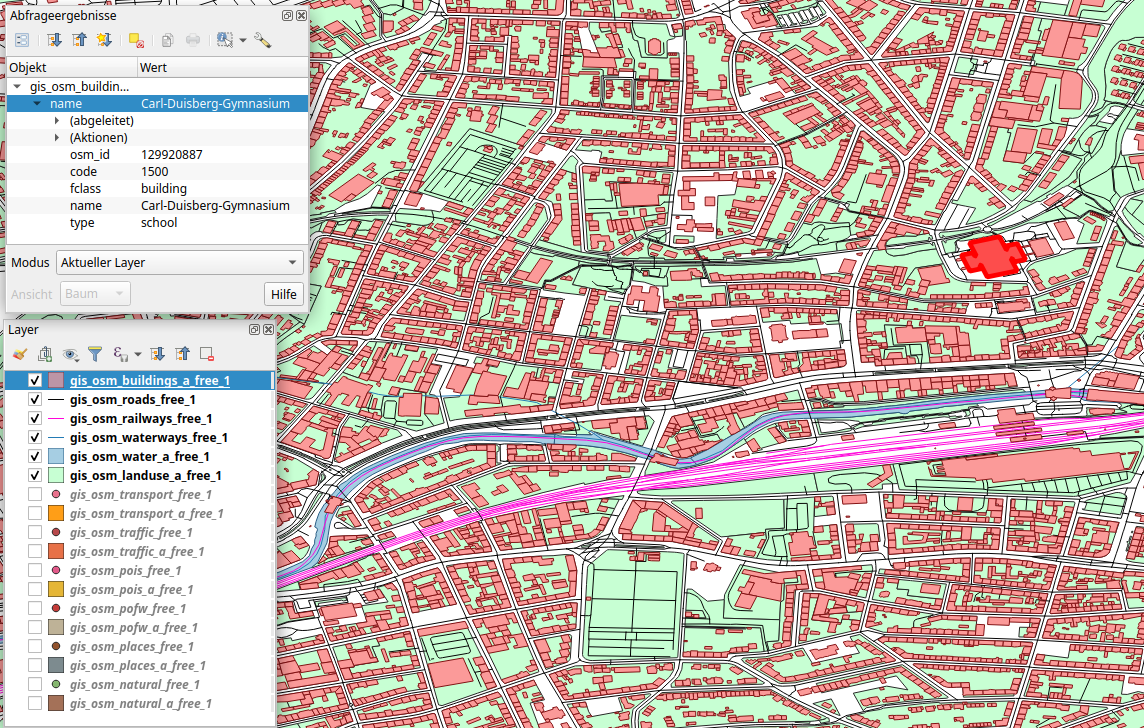 Abfrageergebnisse
Objekt Wert
gis_osm_buildin...
name Carl-Duisberg-Gymnasium
(abgeleitet)
(Aktionen)
osm_id 129920887
code 1500
fclass building
name Carl-Duisberg-Gymnasium
type school
Modus Aktueller Layer
Ansicht Baum Hilfe
Layer
gis_osm_buildings_a_free_1
gis_osm_roads_free_1
gis_osm_railways_free_1
gis_osm_waterways_free_1
gis_osm_water_a_free_1
gis_osm_landuse_a_free_1
gis_osm_transport_free_1
gis_osm_transport_a_free_1
gis_osm_traffic_free_1
gis_osm_traffic_a_free_1
gis_osm_pois_free_1
gis_osm_pois_a_free_1
gis_osm_pofw_free_1
gis_osm_pofw_a_free_1
gis_osm_places_free_1
gis_osm_places_a_free_1
gis_osm_natural_free_1
gis_osm_natural_a_free_1